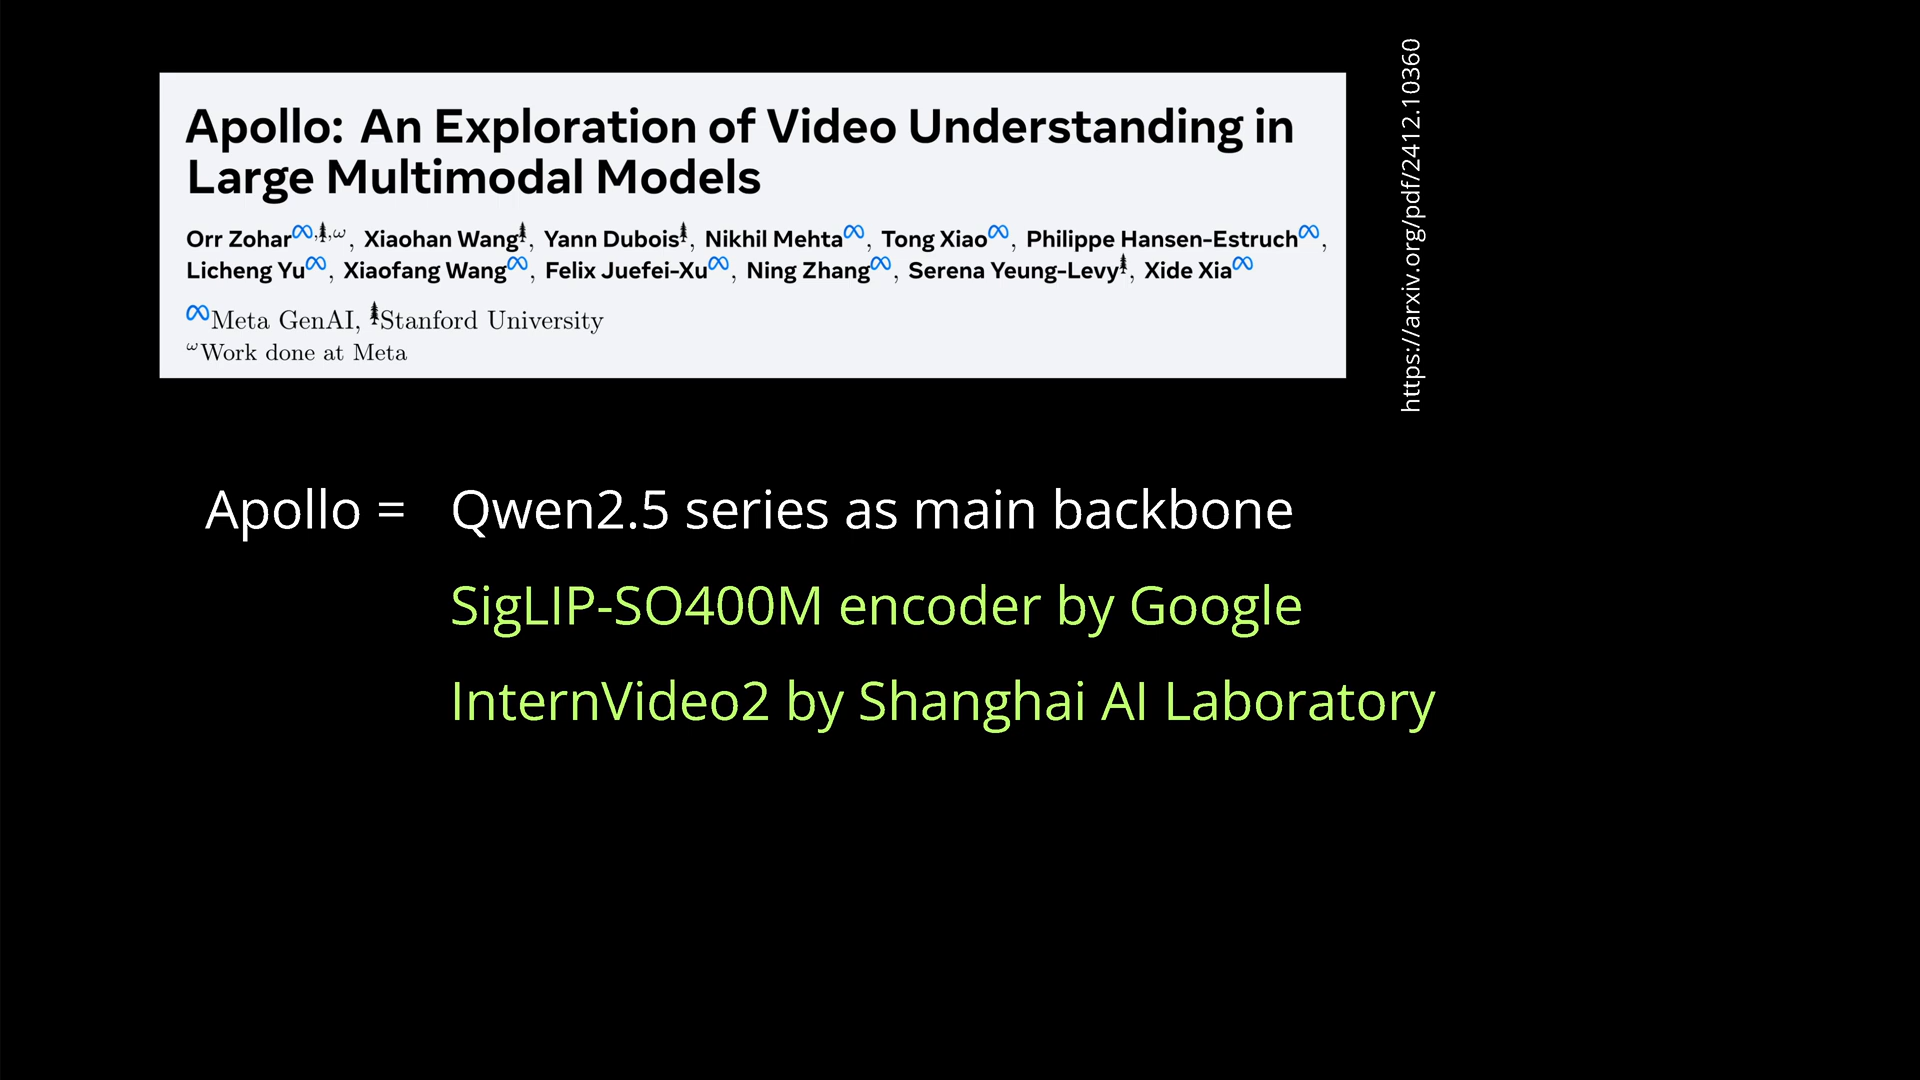 Apollo: An Exploration of Video Understanding in
Large Multimodal Models
Orr Zohar∞,🌲,ω, Xiaohan Wang🌲, Yann Dubois🌲, Nikhil Mehta∞, Tong Xiao∞, Philippe Hansen-Estruch∞,
Licheng Yu∞, Xiaofang Wang∞, Felix Juefei-Xu∞, Ning Zhang∞, Serena Yeung-Levy🌲, Xide Xia∞
∞Meta GenAI, 🌲Stanford University
ωWork done at Meta
https://arxiv.org/pdf/2412.10360
Apollo = Qwen2.5 series as main backbone
SigLIP-SO400M encoder by Google
InternVideo2 by Shanghai AI Laboratory